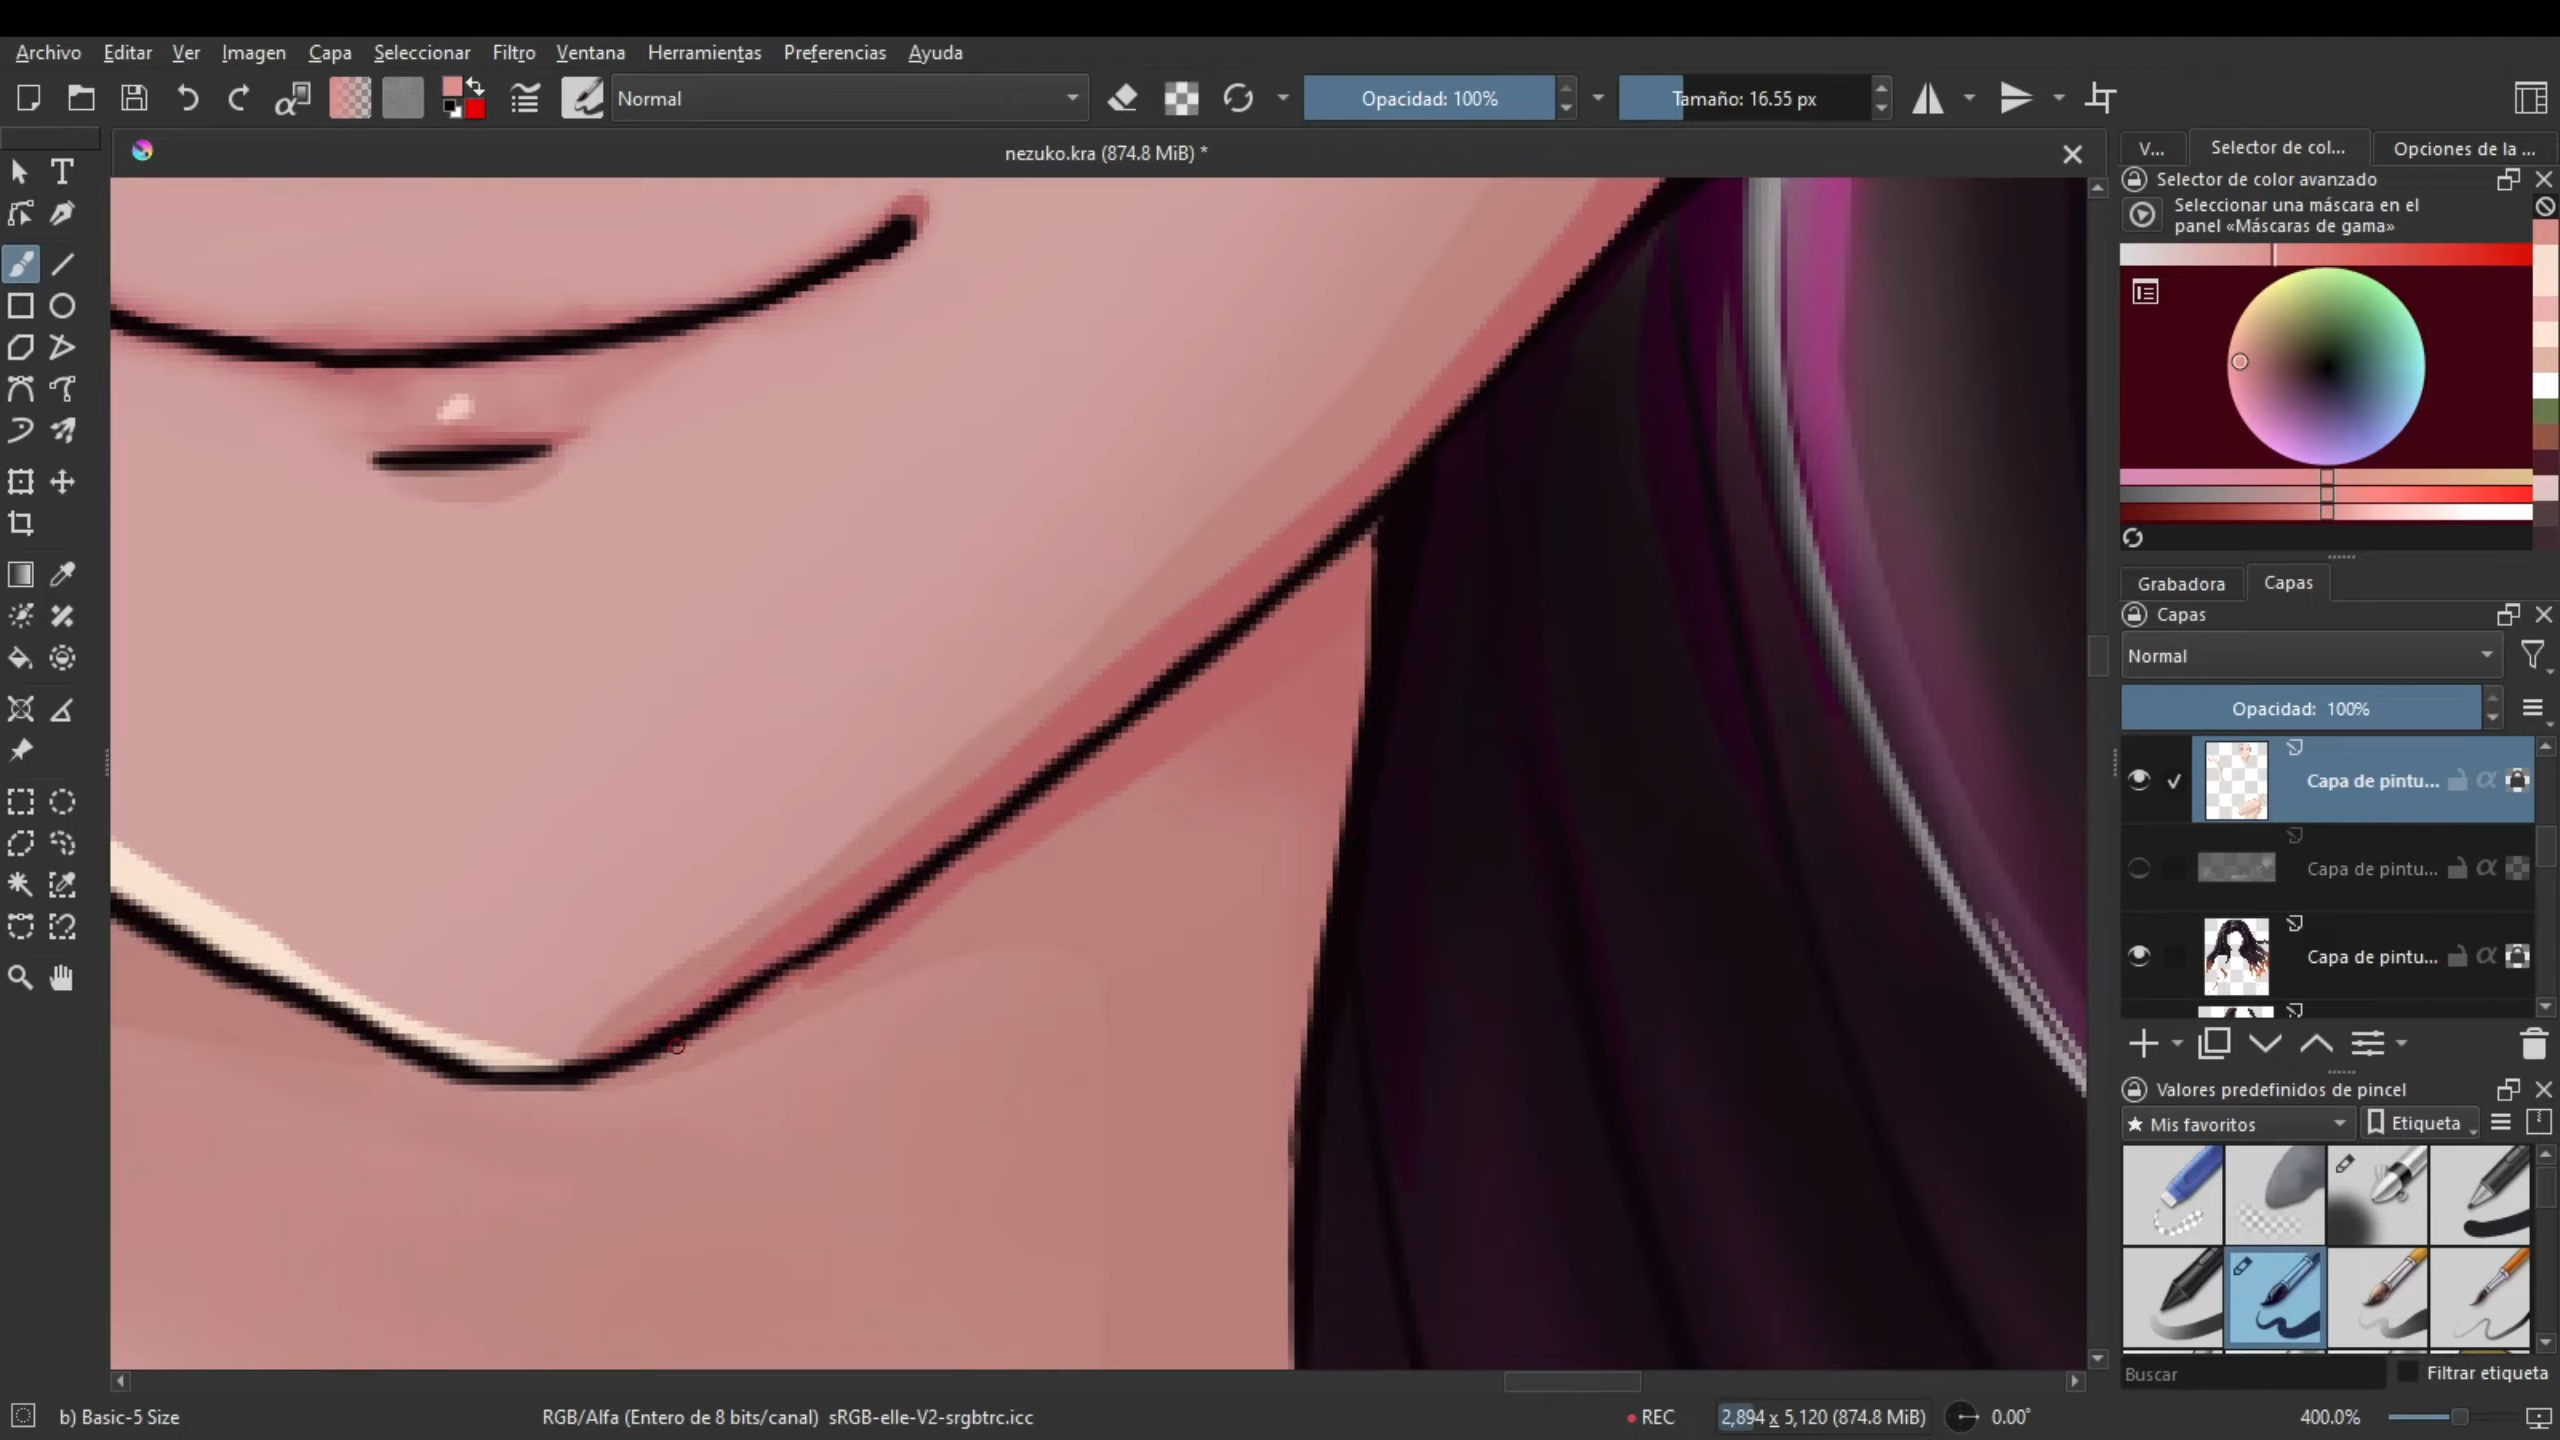 Archivo Editar Ver Imagen Capa Seleccionar Filtro Ventana Herramientas Preferencias Ayuda
Normal
Opacidad: 100%
Tamaño: 16.55 px
nezuko.kra (874.8 MiB) *
V...
Selector de col...
Opciones de la ...
Selector de color avanzado
Seleccionar una máscara en el
panel «Máscaras de gama»
Grabadora
Capas
Capas
Normal
Opacidad: 100%
Capa de pintu...
Capa de pintu...
Capa de pintu...
Valores predefinidos de pincel
★ Mis favoritos
Etiqueta
Buscar
Filtrar etiqueta
b) Basic-5 Size
RGB/Alfa (Entero de 8 bits/canal) sRGB-elle-V2-srgbtrc.icc
REC
2,894 x 5,120 (874.8 MiB)
0.00°
400.0%